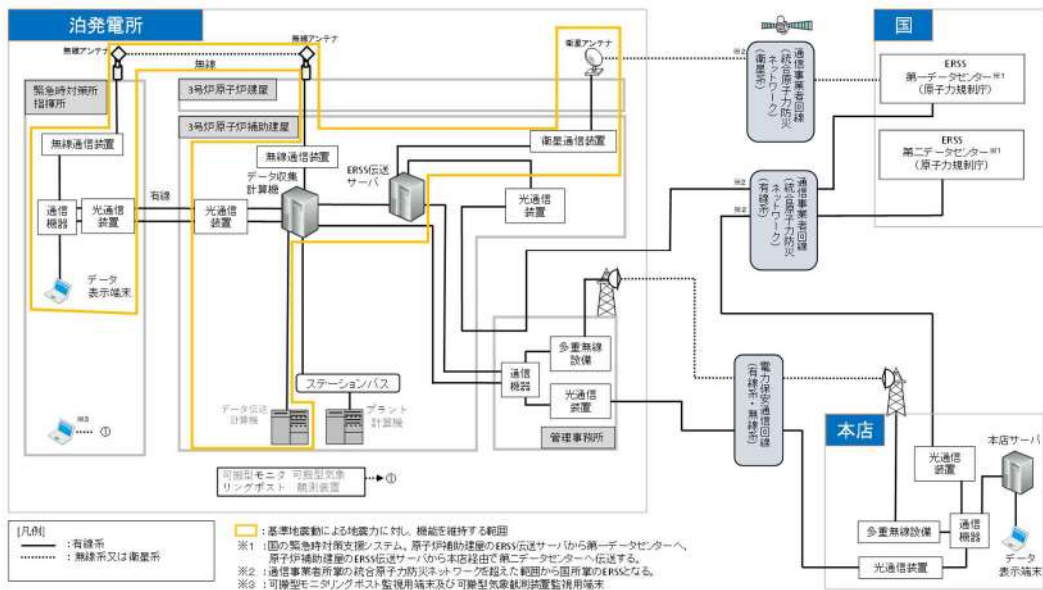 泊発電所
無線アンテナ
無線アンテナ
無線
衛星アンテナ
緊急時対策所
指揮所
3号炉原子炉建屋
3号炉原子炉補助建屋
無線通信装置
無線通信装置
衛星通信装置
データ収集
計算機
ERSS伝送
サーバ
有線
通信
機器
光通信
装置
光通信
装置
光通信
装置
データ
表示端末
ステーションバス
データ伝送
計算機
プラント
計算機
※3
①
可搬型モニタ
リングポスト
可搬型気象
観測装置
①
通信
機器
多重無線
設備
光通信
装置
管理事務所
※2
通信事業者回線
(統合原子力防災
ネットワーク)
(衛星系)
※2
※2
通信事業者回線
(統合原子力防災
ネットワーク)
(有線系)
電力保安通信回線
(有線系・無線系)
国
ERSS
第一データセンター※1
(原子力規制庁)
ERSS
第二データセンター※1
(原子力規制庁)
本店
光通信
装置
本店サーバ
多重無線設備
通信
機器
光通信装置
データ
表示端末
[凡例]
:有線系
:無線系又は衛星系
:基準地震動による地震力に対し、機能を維持する範囲
※1 :国の緊急時対策支援システム。原子炉補助建屋のERSS伝送サーバから第一データセンターへ、
原子炉補助建屋のERSS伝送サーバから本店経由で第二データセンターへ伝送する。
※2 :通信事業者所掌の統合原子力防災ネットワークを超えた範囲から国所掌のERSSとなる。
※3 :可搬型モニタリングポスト監視用端末及び可搬型気象観測装置監視用端末